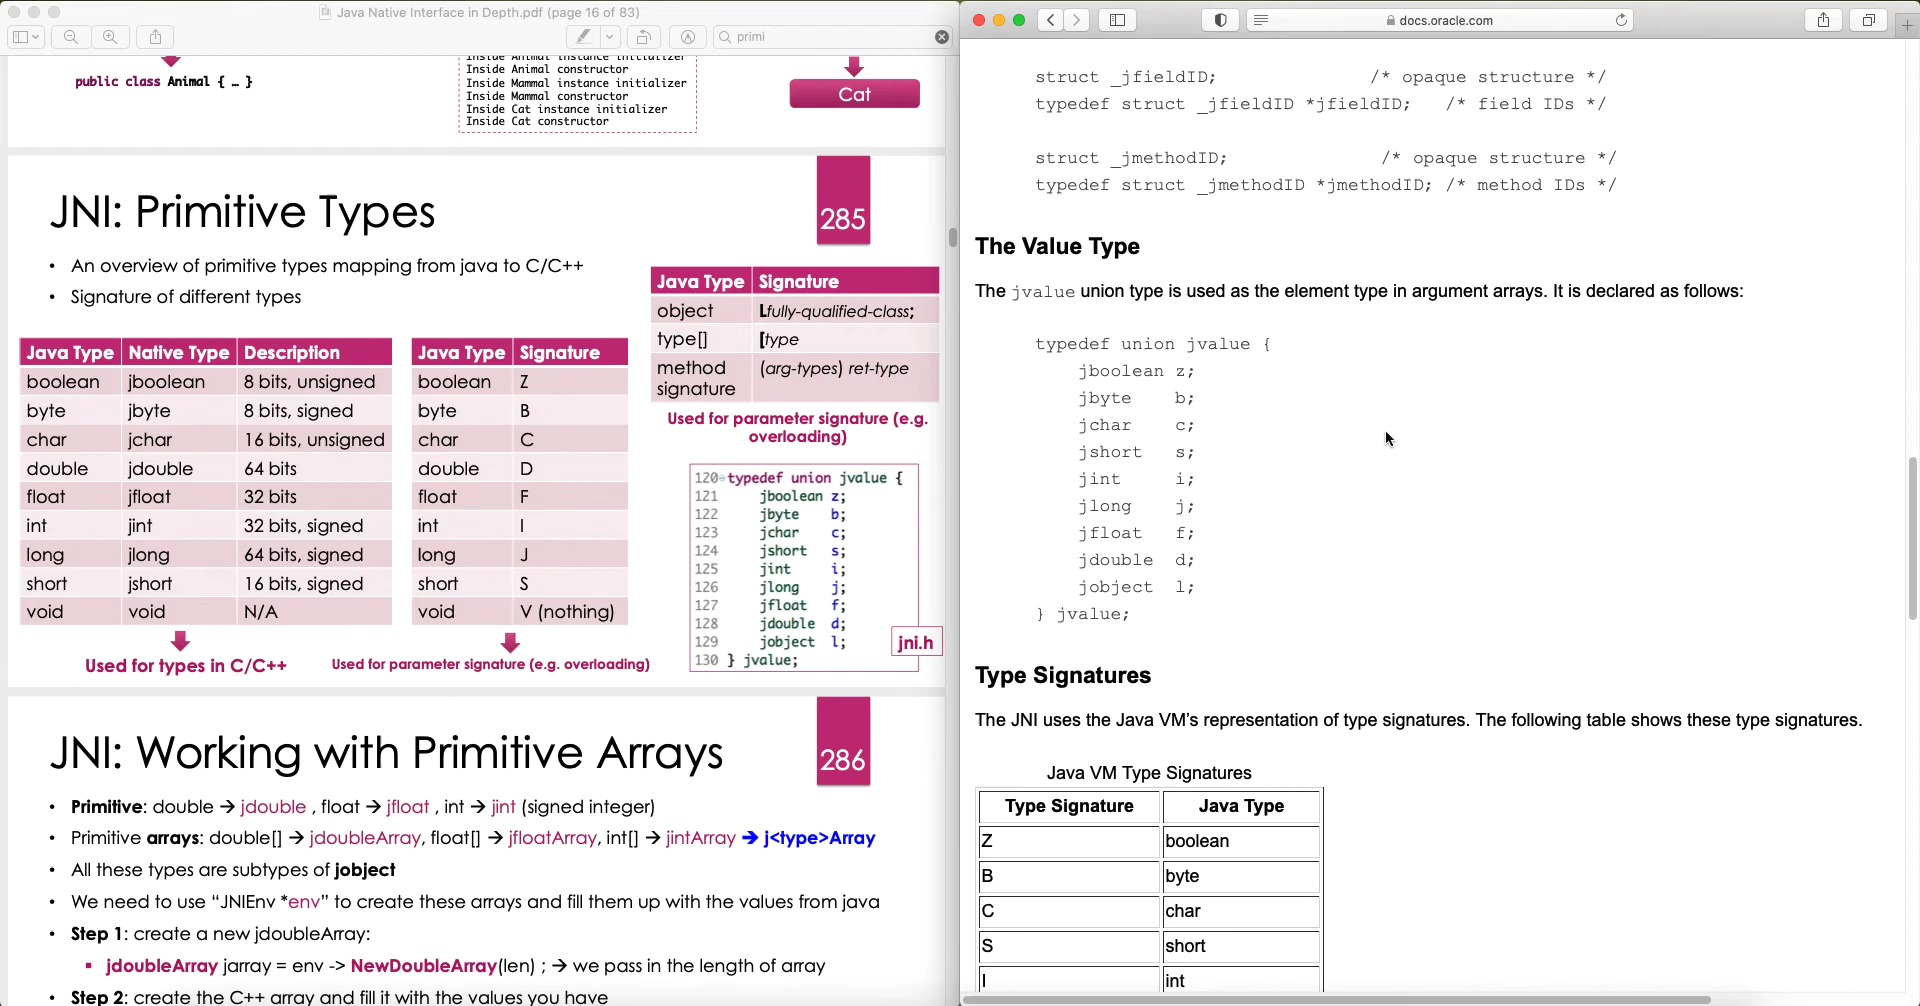 Java Native Interface in Depth.pdf (page 16 of 83)
primi
public class Animal { … }
Inside Animal instance initializer
Inside Animal constructor
Inside Mammal instance initializer
Inside Mammal constructor
Inside Cat instance initializer
Inside Cat constructor
Cat
JNI: Primitive Types
285
• An overview of primitive types mapping from java to C/C++
• Signature of different types
Java Type Native Type Description
boolean jboolean 8 bits, unsigned
byte jbyte 8 bits, signed
char jchar 16 bits, unsigned
double jdouble 64 bits
float jfloat 32 bits
int jint 32 bits, signed
long jlong 64 bits, signed
short jshort 16 bits, signed
void void N/A
Used for types in C/C++
Java Type Signature
boolean Z
byte B
char C
double D
float F
int I
long J
short S
void V (nothing)
Used for parameter signature (e.g. overloading)
Java Type Signature
object Lfully-qualified-class;
type[] [type
method signature (arg-types) ret-type
Used for parameter signature (e.g.
overloading)
120 typedef union jvalue {
121 jboolean z;
122 jbyte b;
123 jchar c;
124 jshort s;
125 jint i;
126 jlong j;
127 jfloat f;
128 jdouble d;
129 jobject l;
130 } jvalue;
jni.h
JNI: Working with Primitive Arrays
286
• Primitive: double → jdouble , float → jfloat , int → jint (signed integer)
• Primitive arrays: double[] → jdoubleArray, float[] → jfloatArray, int[] → jintArray → j<type>Array
• All these types are subtypes of jobject
• We need to use “JNIEnv *env” to create these arrays and fill them up with the values from java
• Step 1: create a new jdoubleArray:
▪ jdoubleArray jarray = env -> NewDoubleArray(len) ; → we pass in the length of array
• Step 2: create the C++ array and fill it with the values you have
docs.oracle.com
struct _jfieldID; /* opaque structure */
typedef struct _jfieldID *jfieldID; /* field IDs */
struct _jmethodID; /* opaque structure */
typedef struct _jmethodID *jmethodID; /* method IDs */
The Value Type
The jvalue union type is used as the element type in argument arrays. It is declared as follows:
typedef union jvalue {
jboolean z;
jbyte b;
jchar c;
jshort s;
jint i;
jlong j;
jfloat f;
jdouble d;
jobject l;
} jvalue;
Type Signatures
The JNI uses the Java VM’s representation of type signatures. The following table shows these type signatures.
Java VM Type Signatures
Type Signature Java Type
Z boolean
B byte
C char
S short
I int